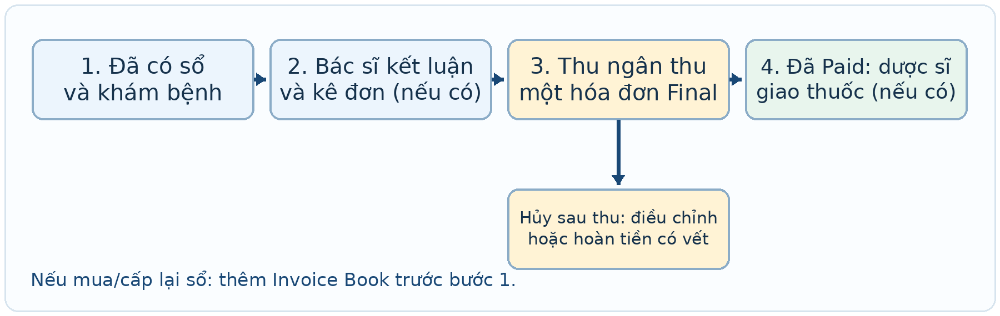 1. Đã có sổ
và khám bệnh
2. Bác sĩ kết luận
và kê đơn (nếu có)
3. Thu ngân thu
một hóa đơn Final
4. Đã Paid: dược sĩ
giao thuốc (nếu có)
Hủy sau thu: điều chỉnh
hoặc hoàn tiền có vết
Nếu mua/cấp lại sổ: thêm Invoice Book trước bước 1.